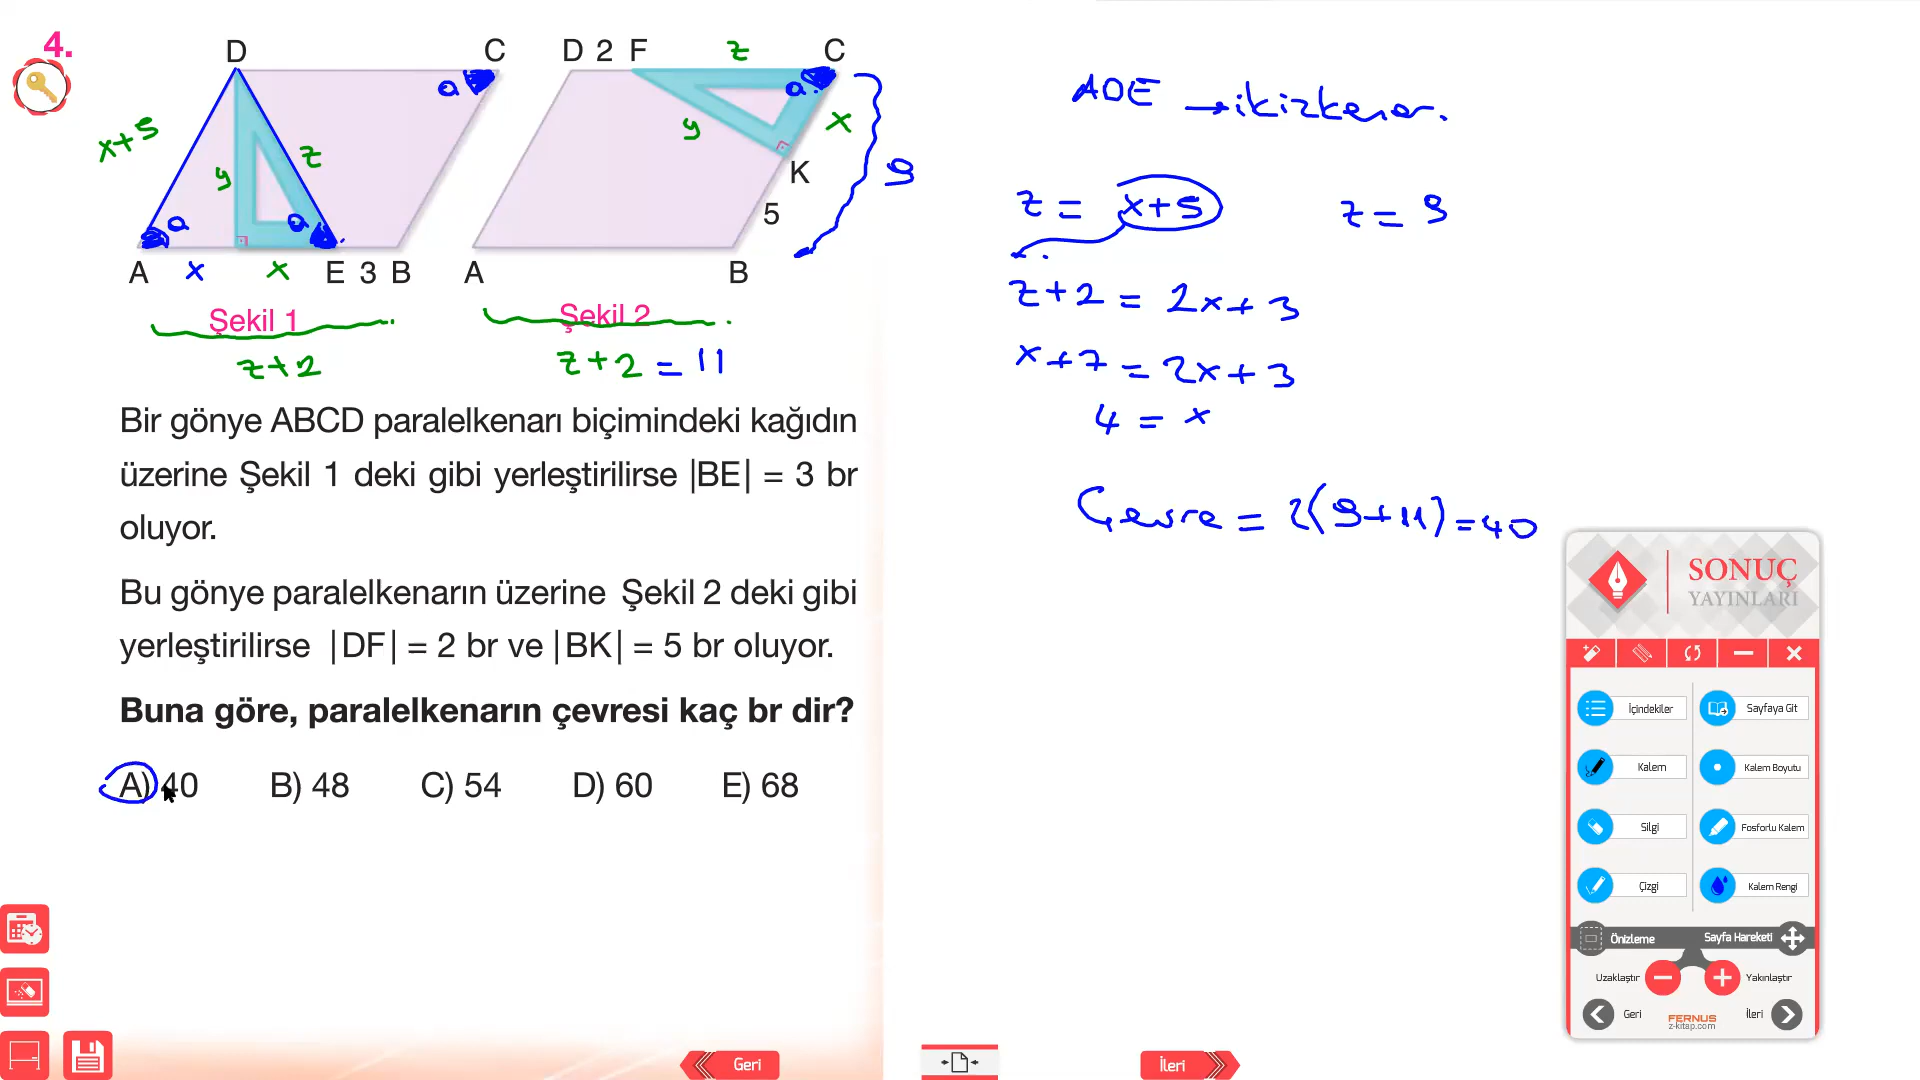 4.
D C D 2 F z C
a a
x+5 z y x
y K 9
a a 5
A x x E 3 B A B
Şekil 1 Şekil 2
z+2 z+2 = 11
Bir gönye ABCD paralelkenarı biçimindeki kağıdın
üzerine Şekil 1 deki gibi yerleştirilirse |BE| = 3 br
oluyor.
Bu gönye paralelkenarın üzerine Şekil 2 deki gibi
yerleştirilirse |DF| = 2 br ve |BK| = 5 br oluyor.
Buna göre, paralelkenarın çevresi kaç br dir?
A) 40 B) 48 C) 54 D) 60 E) 68
ADE → ikizkenar.
z = x+5 z = 9
z+2 = 2x+3
x+7 = 2x+3
4 = x
Çevre = 2(9+11) = 40
SONUÇ
YAYINLARI
İçindekiler Sayfaya Git
Kalem Kalem Boyutu
Silgi Fosforlu Kalem
Çizgi Kalem Rengi
Önizleme Sayfa Hareketi
Uzaklaştır Yakınlaştır
Geri FERNUS İleri
z-kitap.com
Geri İleri